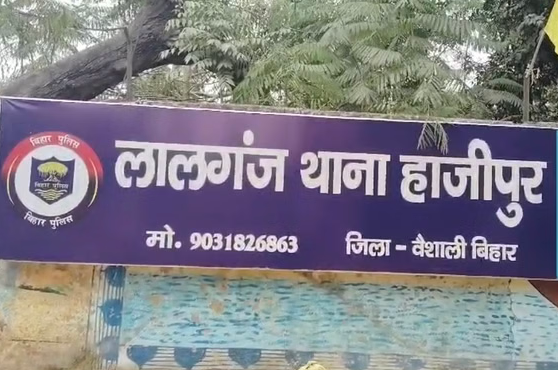 बिहार पुलिस
बिहार पुलिस
बिहार पुलिस
लालगंज थाना हाजीपुर
मो. 9031826863 जिला - वैशाली बिहार